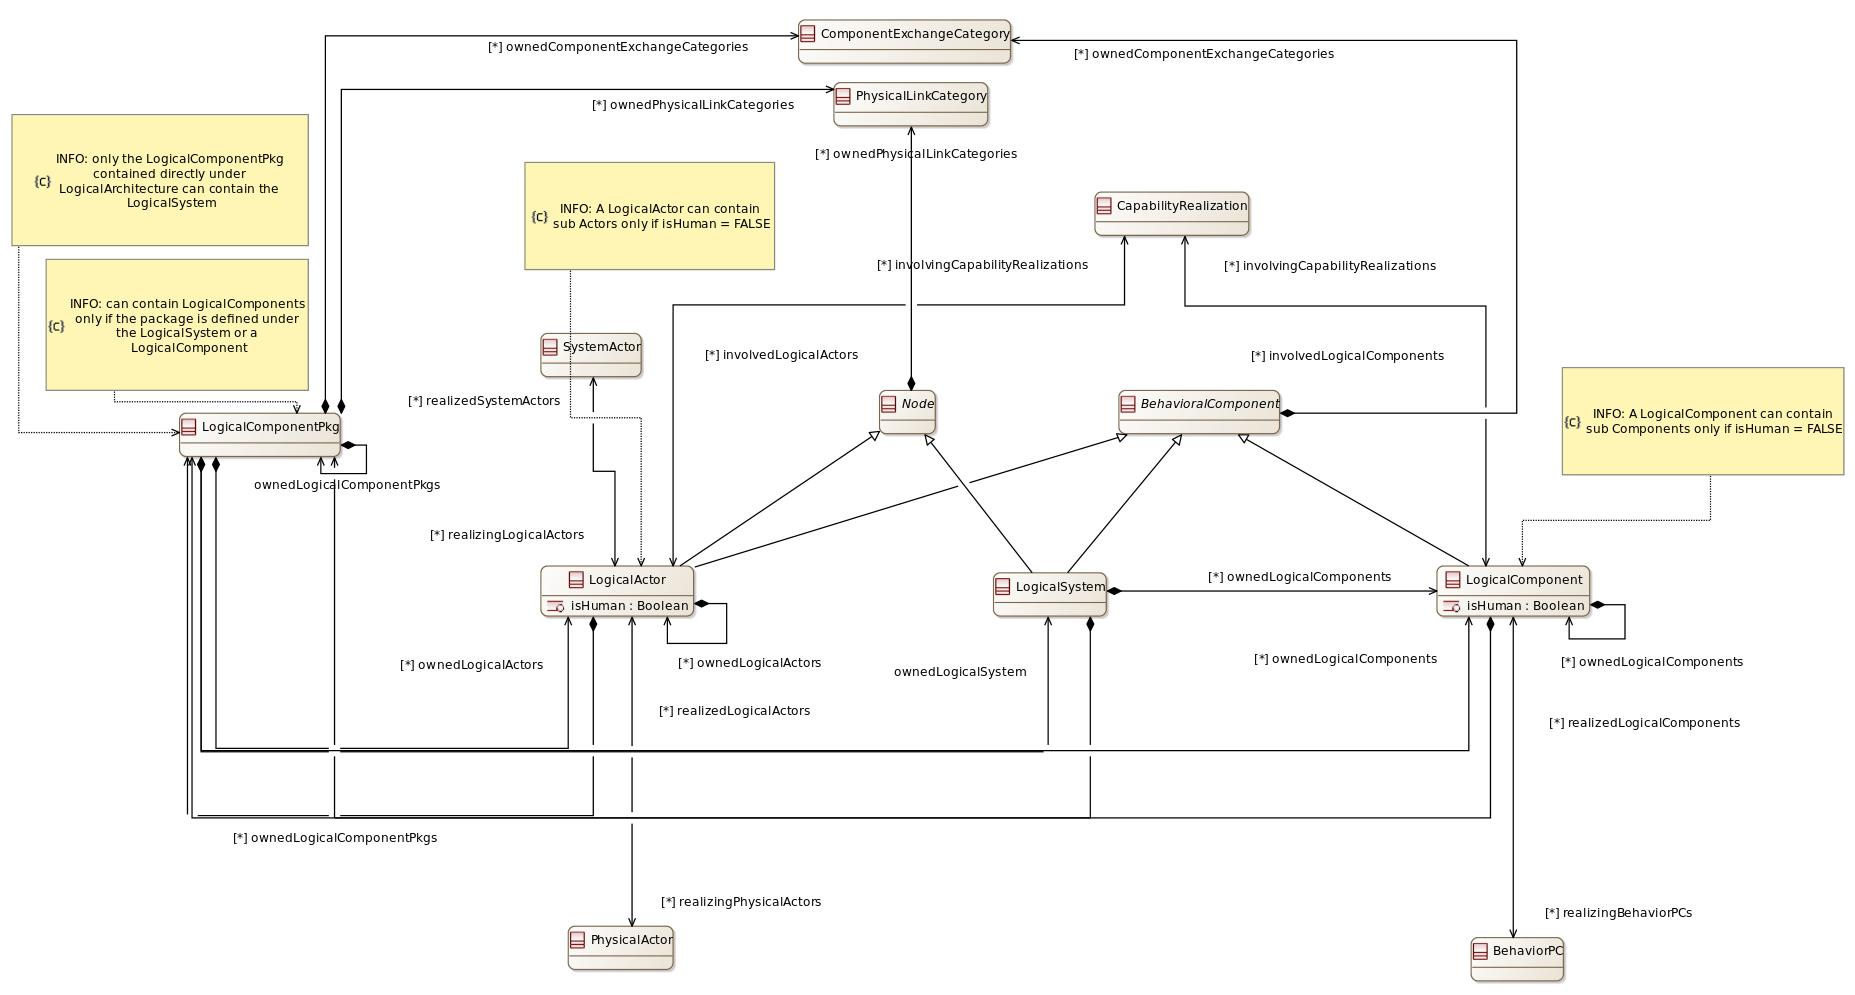 ComponentExchangeCategory
[*] ownedComponentExchangeCategories
[*] ownedComponentExchangeCategories
PhysicalLinkCategory
[*] ownedPhysicalLinkCategories
[*] ownedPhysicalLinkCategories
INFO: only the LogicalComponentPkg
contained directly under
{c}
LogicalArchitecture can contain the
LogicalSystem
INFO: A LogicalActor can contain
{c}
sub Actors only if isHuman = FALSE
CapabilityRealization
[*] involvingCapabilityRealizations
[*] involvingCapabilityRealizations
INFO: can contain LogicalComponents
only if the package is defined under
{c}
the LogicalSystem or a
LogicalComponent
SystemActor
[*] involvedLogicalActors
[*] involvedLogicalComponents
[*] realizedSystemActors
Node
BehavioralComponent
INFO: A LogicalComponent can contain
{c}
sub Components only if isHuman = FALSE
LogicalComponentPkg
ownedLogicalComponentPkgs
[*] realizingLogicalActors
LogicalActor
isHuman : Boolean
LogicalSystem
[*] ownedLogicalComponents
LogicalComponent
isHuman : Boolean
[*] ownedLogicalActors
[*] ownedLogicalActors
ownedLogicalSystem
[*] ownedLogicalComponents
[*] ownedLogicalComponents
[*] realizedLogicalActors
[*] realizedLogicalComponents
[*] ownedLogicalComponentPkgs
[*] realizingPhysicalActors
[*] realizingBehaviorPCs
PhysicalActor
BehaviorPC